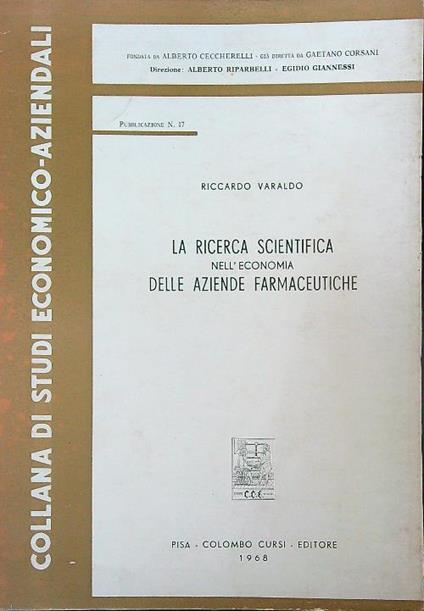 COLLANA DI STUDI ECONOMICO-AZIENDALI
FONDATA DA ALBERTO CECCHERELLI - GIÀ DIRETTA DA GAETANO CORSANI
Direzione: ALBERTO RIPARBELLI - EGIDIO GIANNESSI
PUBBLICAZIONE N. 17
RICCARDO VARALDO
LA RICERCA SCIENTIFICA
NELL'ECONOMIA
DELLE AZIENDE FARMACEUTICHE
C.C.E.
PISA - COLOMBO CURSI - EDITORE
1968